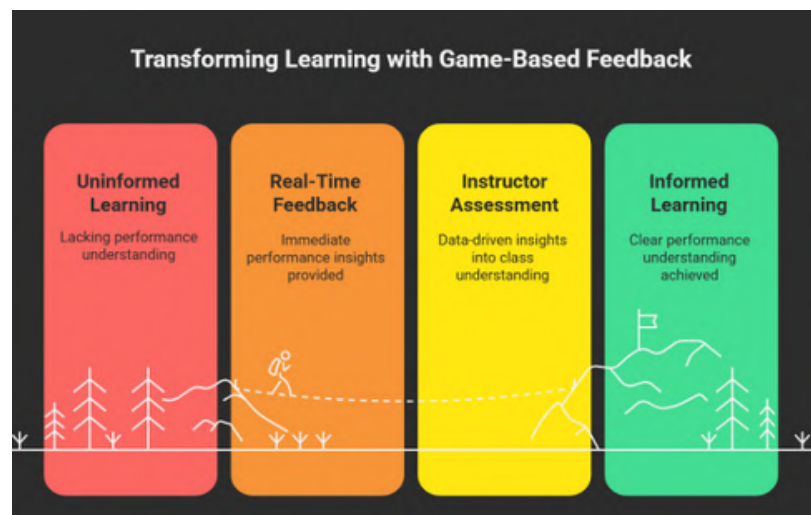 Transforming Learning with Game-Based Feedback
Uninformed
Learning
Lacking performance
understanding
Real-Time
Feedback
Immediate
performance insights
provided
Instructor
Assessment
Data-driven insights
into class
understanding
Informed
Learning
Clear performance
understanding
achieved